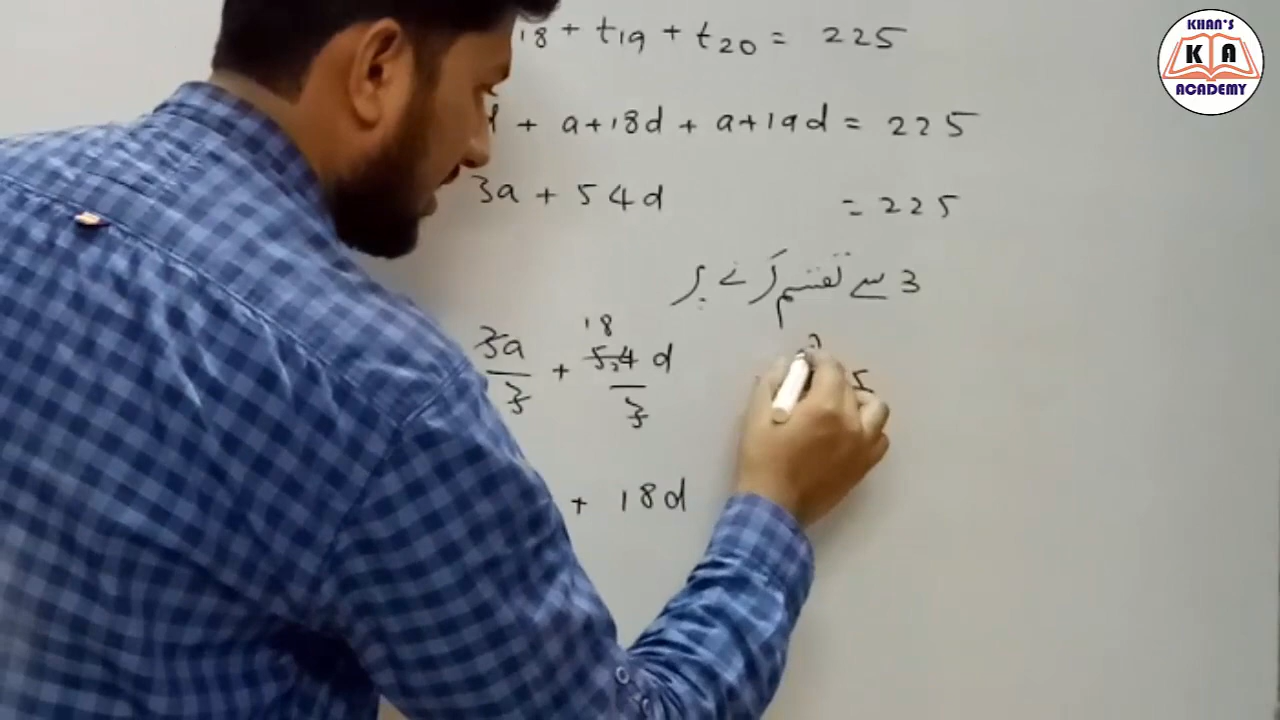 KHAN'S
K A
ACADEMY
18 + t19 + t20 = 225
d + a+18d + a+19d = 225
3a + 54d = 225
3 سے تقسیم کرنے پر
18
3a/3 + 54d/3 5
+ 18d